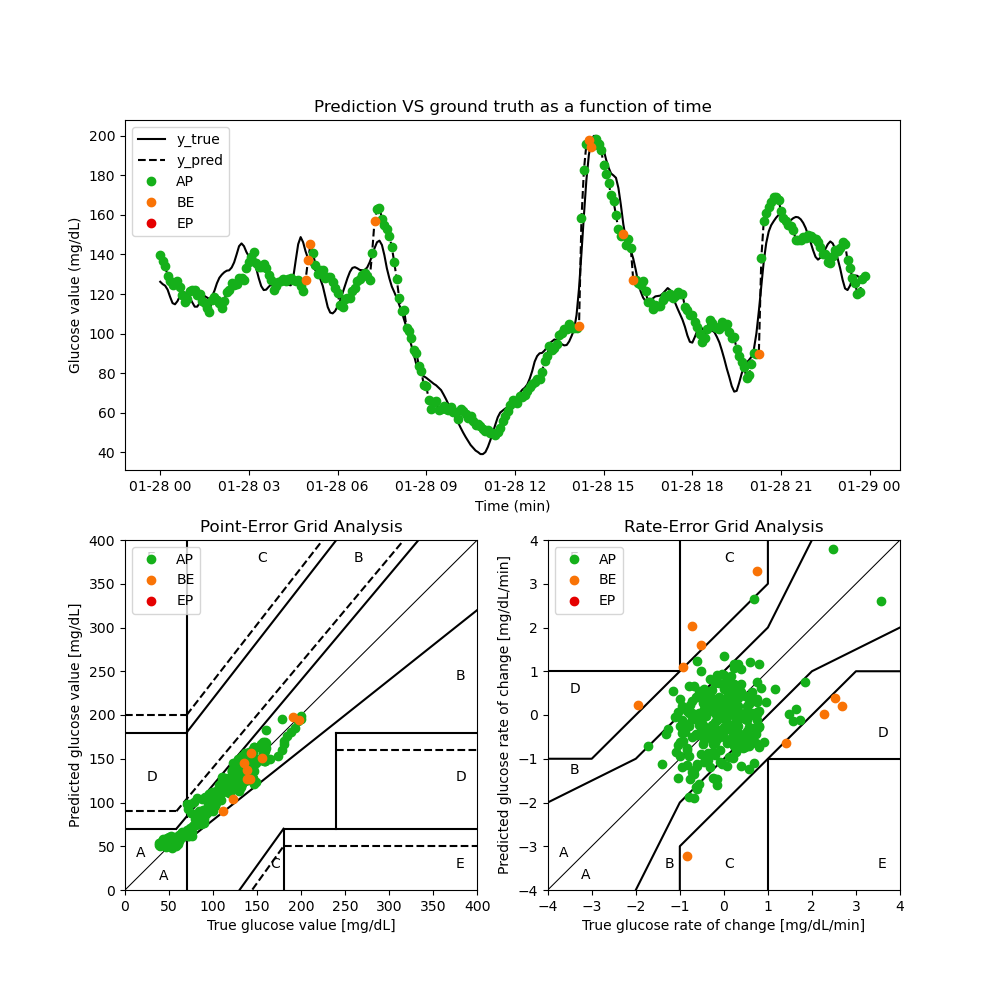 Prediction VS ground truth as a function of time
Glucose value (mg/dL)
200
180
160
140
120
100
80
60
40
y_true
y_pred
AP
BE
EP
01-28 00 01-28 03 01-28 06 01-28 09 01-28 12 01-28 15 01-28 18 01-28 21 01-29 00
Time (min)
Point-Error Grid Analysis
Predicted glucose value [mg/dL]
400
350
300
250
200
150
100
50
0
AP
BE
EP
C B
B
D D
A
A
C E
0 50 100 150 200 250 300 350 400
True glucose value [mg/dL]
Rate-Error Grid Analysis
Predicted glucose rate of change [mg/dL/min]
4
3
2
1
0
−1
−2
−3
−4
AP
BE
EP
C
D
D
B
A
A
B C E
−4 −3 −2 −1 0 1 2 3 4
True glucose rate of change [mg/dL/min]